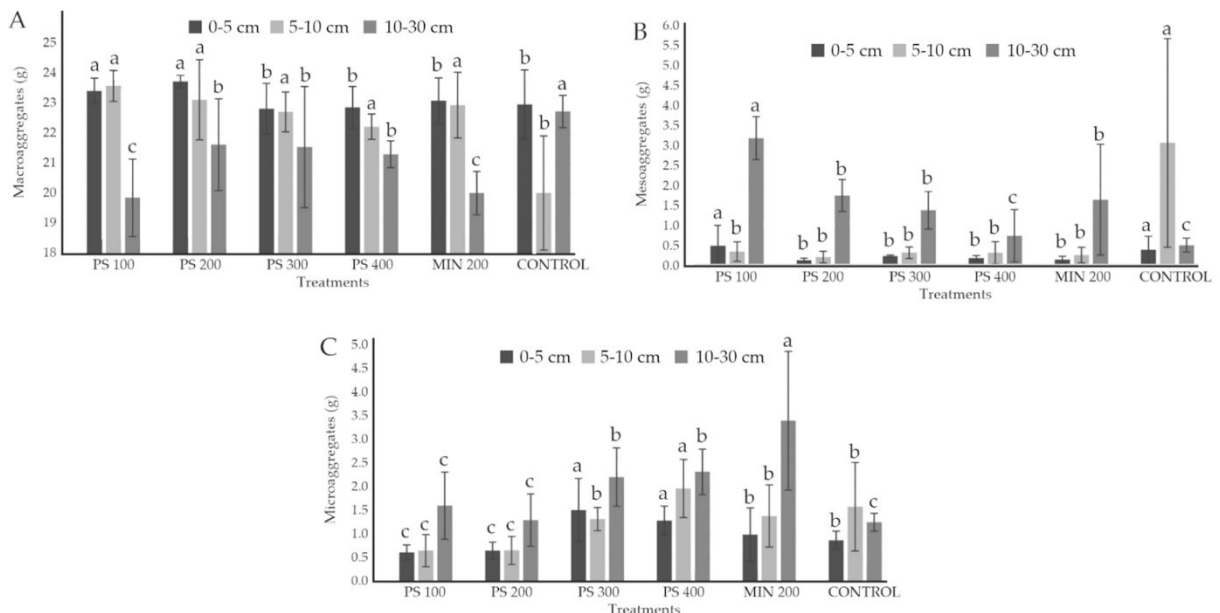 A
0-5 cm 5-10 cm 10-30 cm
Macroaggregates (g)
25
24
23
22
21
20
19
18
a a c
a a b
b a b
b a b
b a c
b b a
PS 100 PS 200 PS 300 PS 400 MIN 200 CONTROL
Treatments
B
0-5 cm 5-10 cm 10-30 cm
Mesoaggregates (g)
6.0
5.5
5.0
4.5
4.0
3.5
3.0
2.5
2.0
1.5
1.0
0.5
0.0
a b a
b b b
b b b
b b c
b b b
a a c
PS 100 PS 200 PS 300 PS 400 MIN 200 CONTROL
Treatments
C
0-5 cm 5-10 cm 10-30 cm
Microaggregates (g)
5.0
4.5
4.0
3.5
3.0
2.5
2.0
1.5
1.0
0.5
0.0
c c c
c c c
a b b
a a b
b b a
b b c
PS 100 PS 200 PS 300 PS 400 MIN 200 CONTROL
Treatments